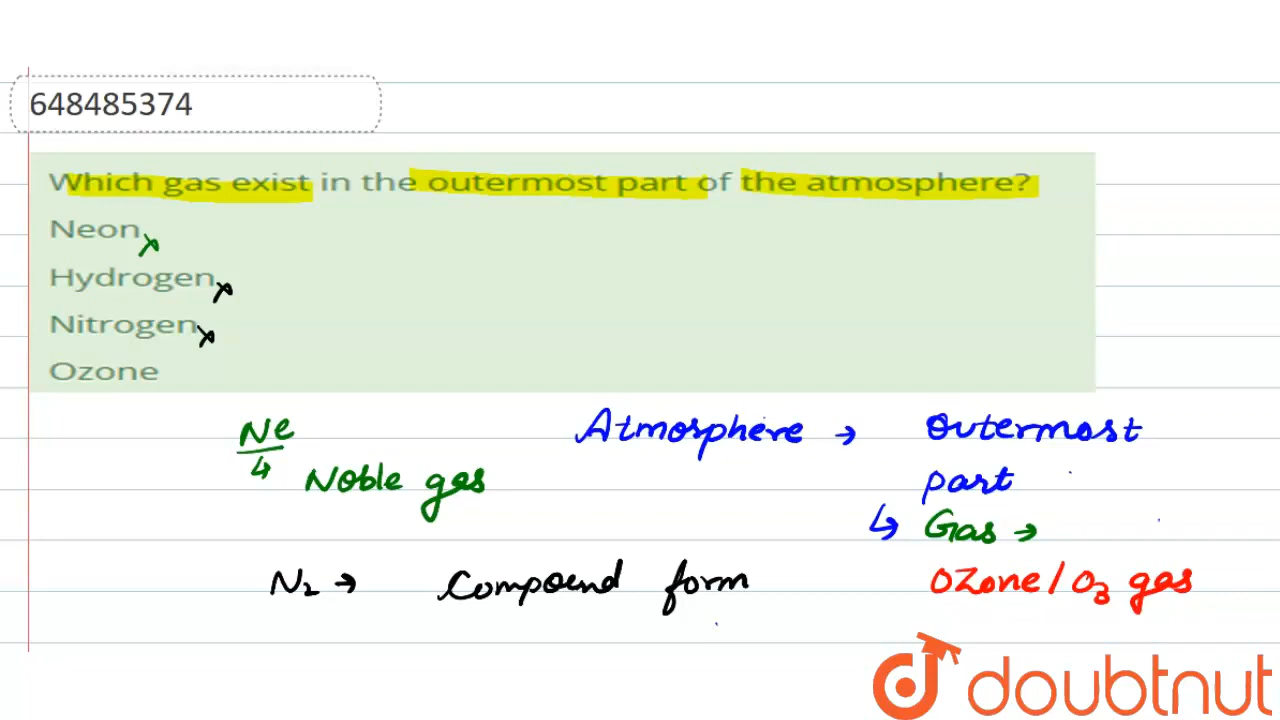 648485374
Which gas exist in the outermost part of the atmosphere?
Neon x
Hydrogen x
Nitrogen x
Ozone
Ne
↳ Noble gas
Atmosphere → Outermost
part
↳ Gas →
N₂ → Compound form
Ozone / O₃ gas
doubtnut